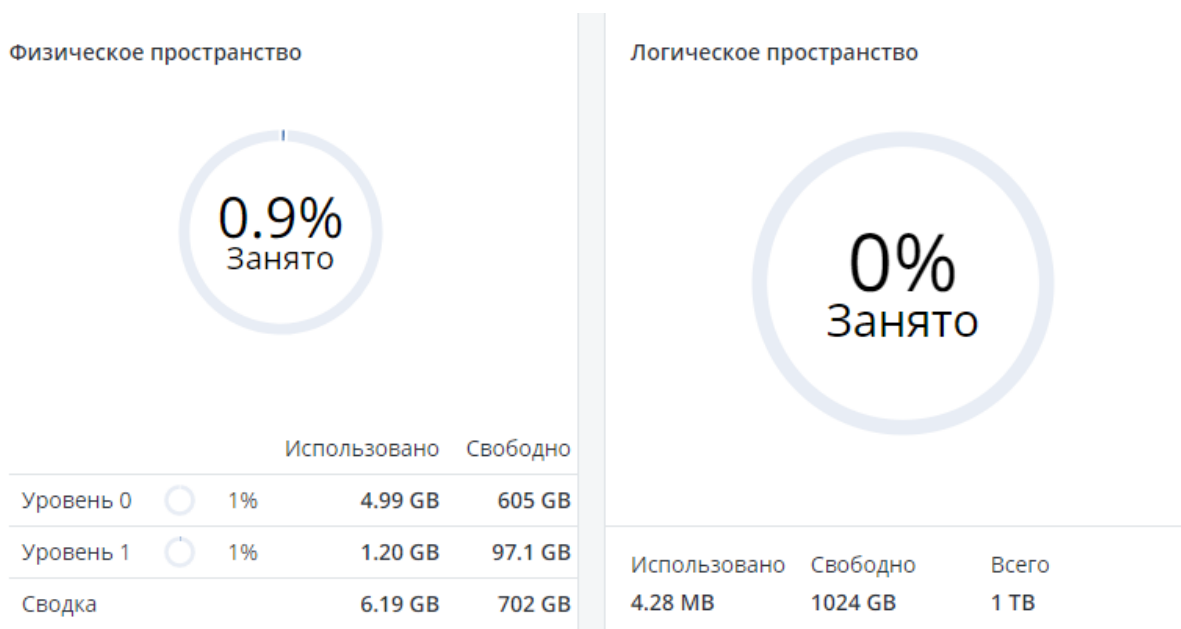 Физическое пространство
0.9%
Занято
Использовано Свободно
Уровень 0 1% 4.99 GB 605 GB
Уровень 1 1% 1.20 GB 97.1 GB
Сводка 6.19 GB 702 GB
Логическое пространство
0%
Занято
Использовано Свободно Всего
4.28 MB 1024 GB 1 TB